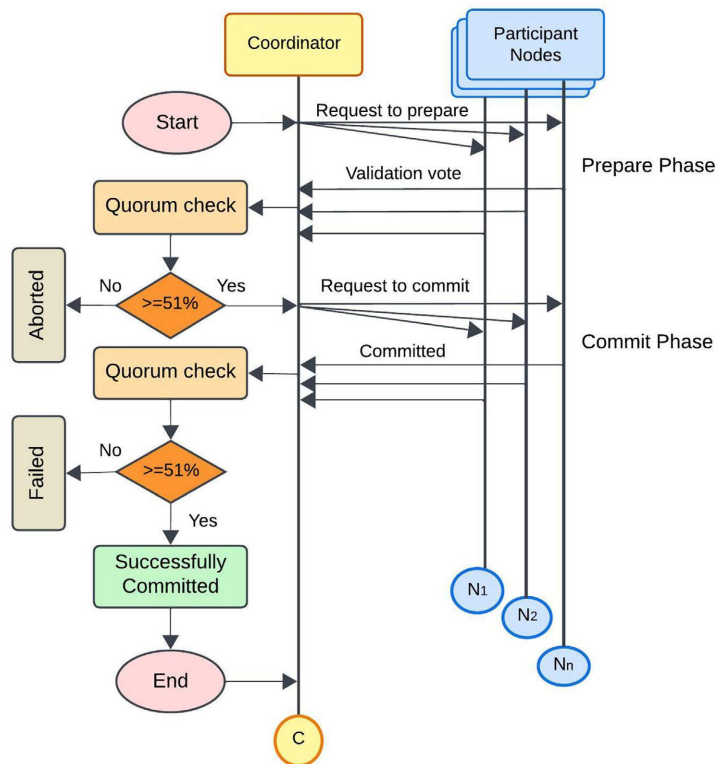 Coordinator
Participant
Nodes
Start
Request to prepare
Prepare Phase
Validation vote
Quorum check
No
Yes
Request to commit
Aborted
>=51%
Commit Phase
Committed
Quorum check
No
Failed
>=51%
Yes
Successfully
Committed
N1
N2
Nn
End
C